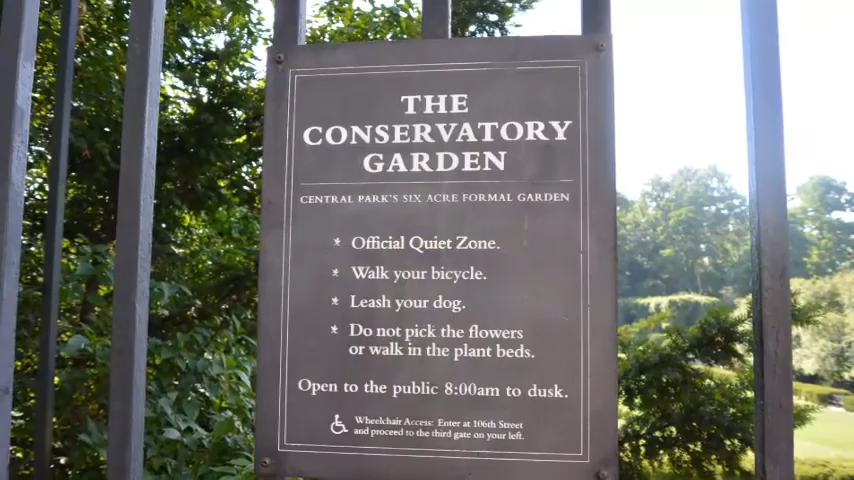 THE
CONSERVATORY
GARDEN
CENTRAL PARK'S SIX ACRE FORMAL GARDEN
* Official Quiet Zone.
* Walk your bicycle.
* Leash your dog.
* Do not pick the flowers
or walk in the plant beds.
Open to the public 8:00am to dusk.
Wheelchair Access: Enter at 106th Street
and proceed to the third gate on your left.